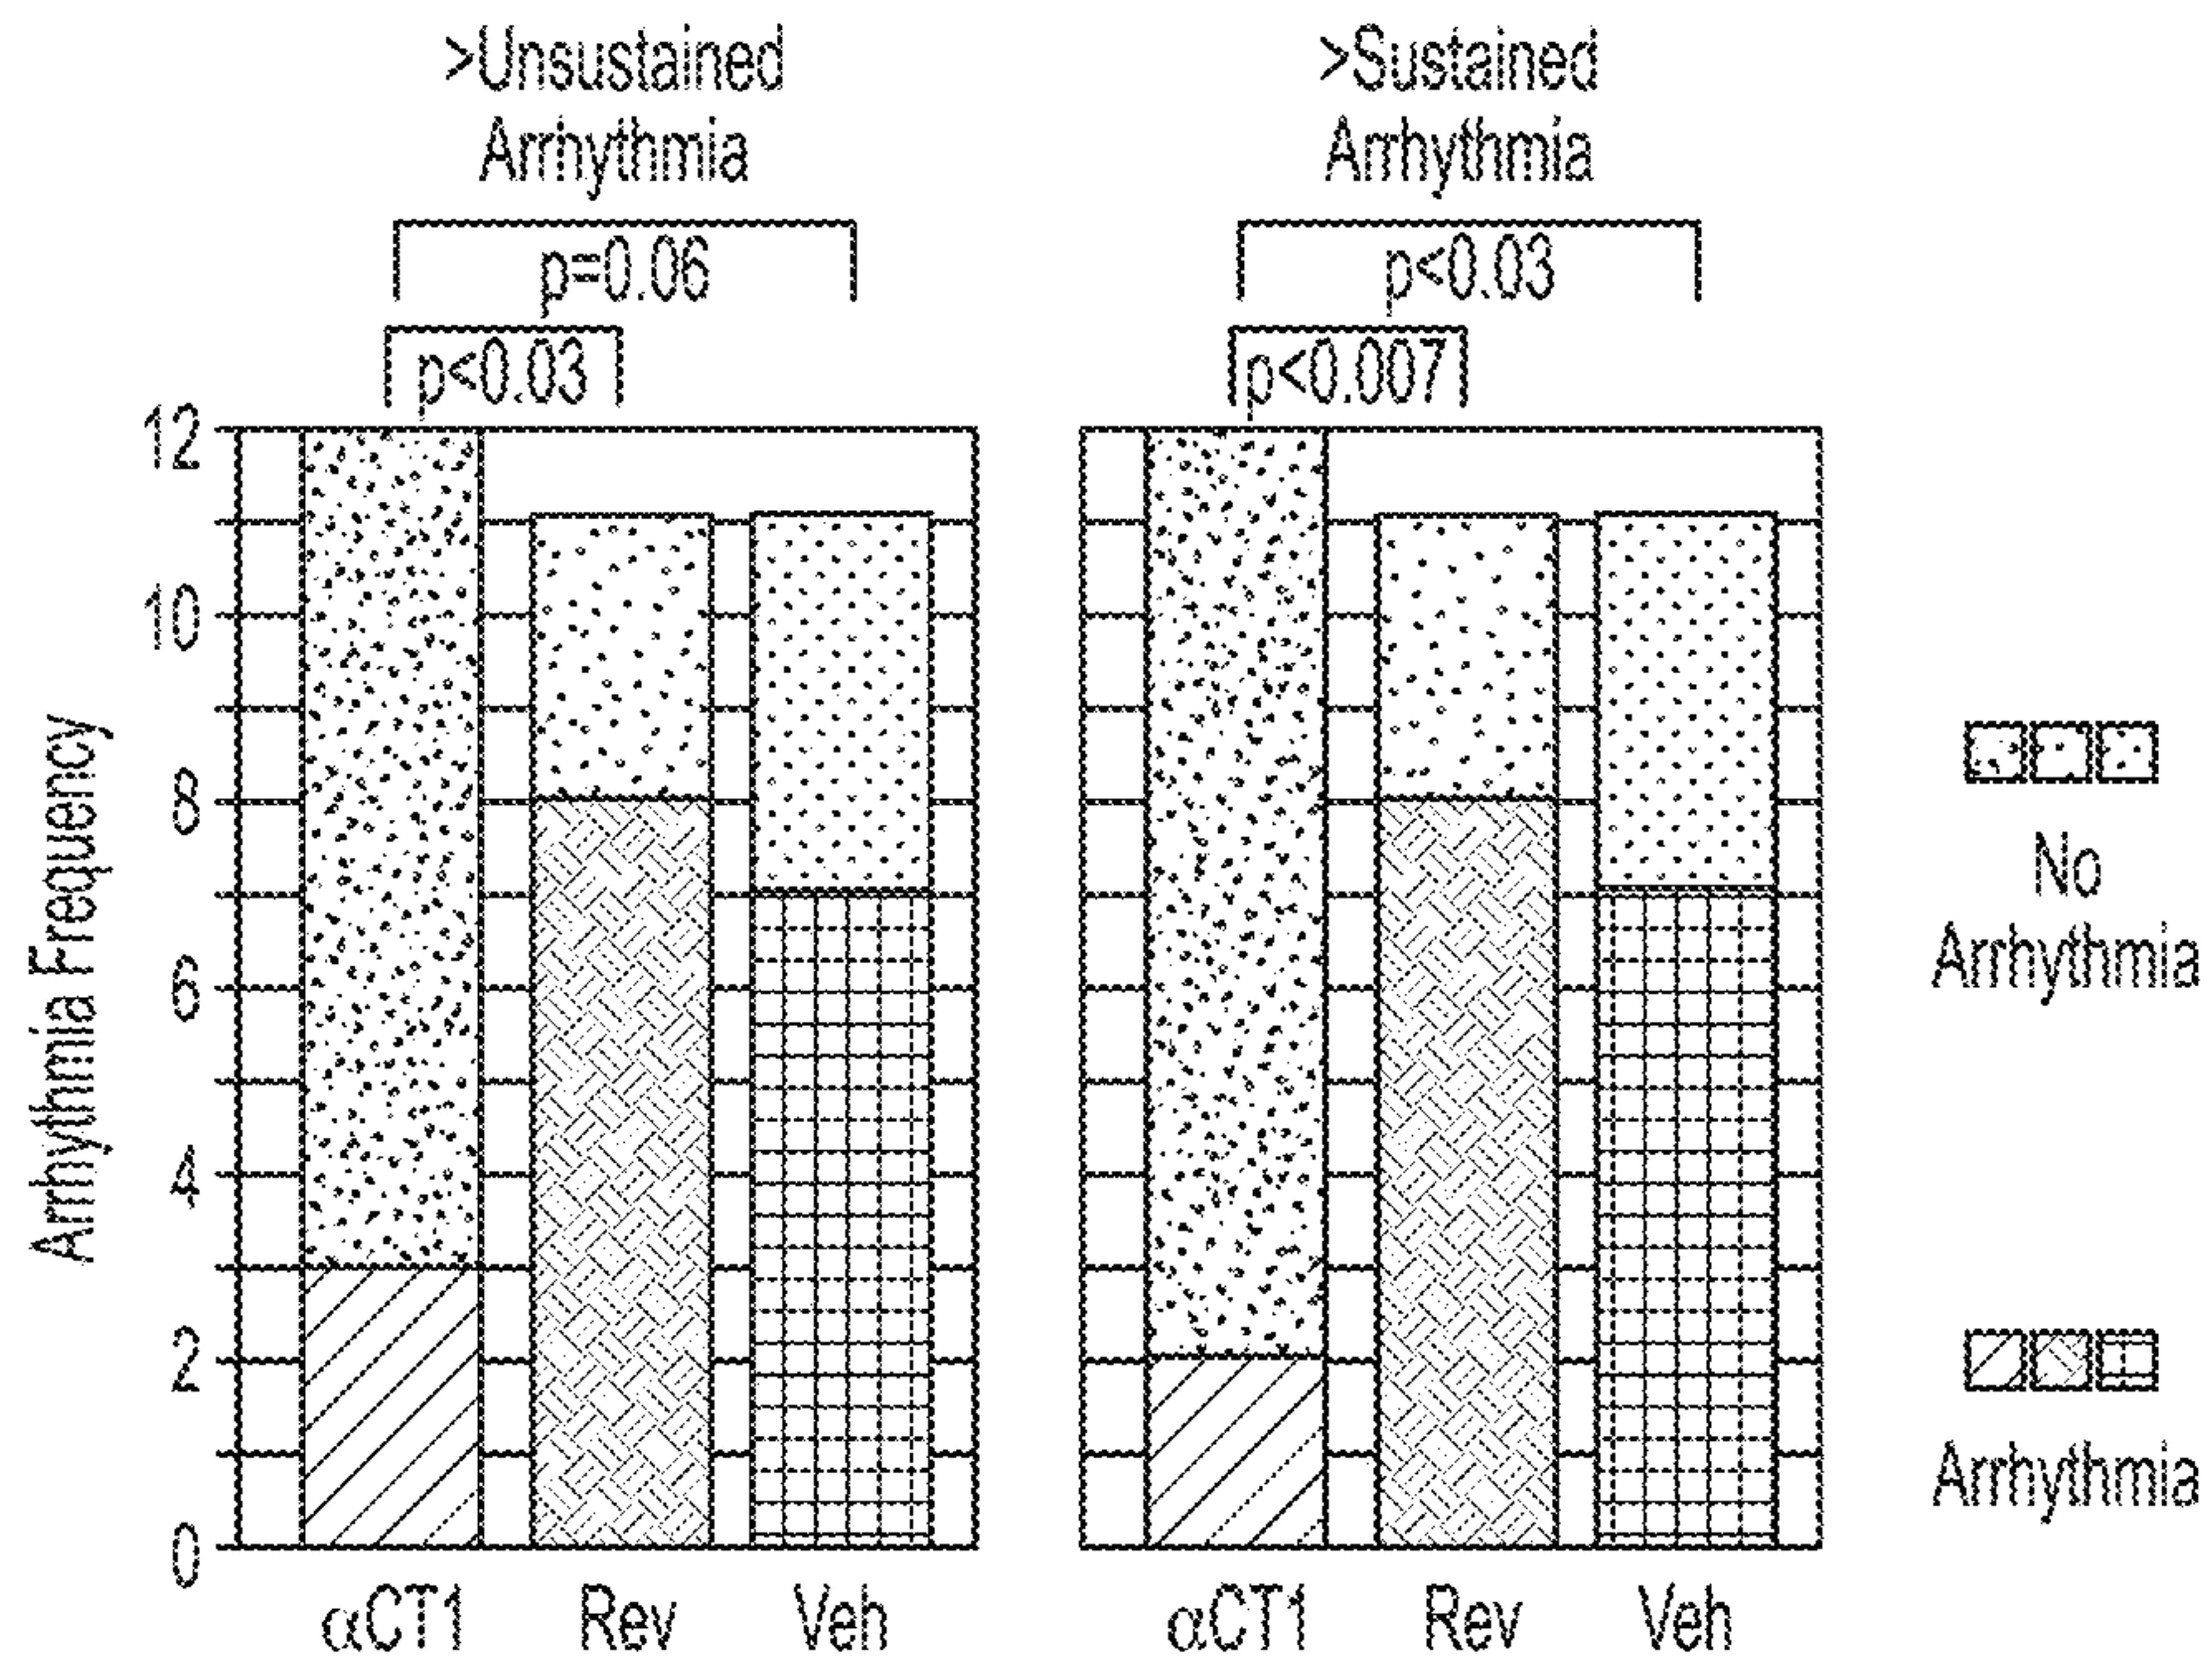 >Unsustained
Arrhythmia
p=0.06
p<0.03
>Sustained
Arrhythmia
p<0.03
p<0.007
Arrhythmia Frequency
12
10
8
6
4
2
0
αCT1 Rev Veh
αCT1 Rev Veh
No
Arrhythmia
Arrhythmia